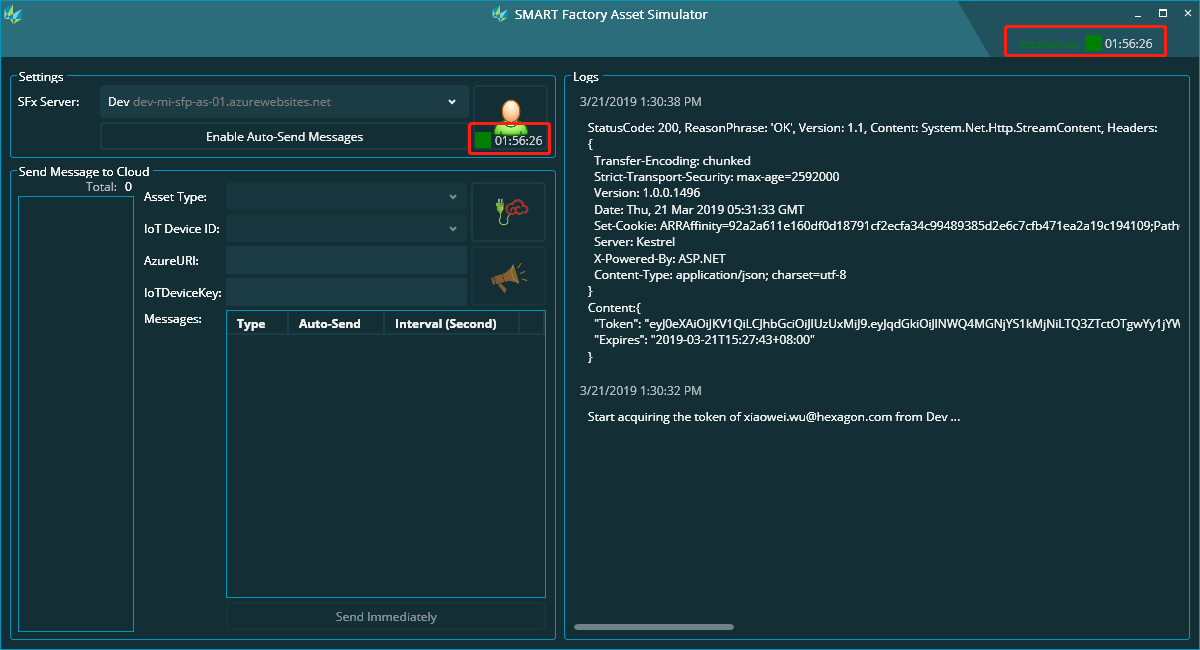 SMART Factory Asset Simulator
01:56:26
Settings
SFx Server:
Dev dev-mi-sfp-as-01.azurewebsites.net
Enable Auto-Send Messages
01:56:26
Send Message to Cloud
Total: 0
Asset Type:
IoT Device ID:
AzureURI:
IoTDeviceKey:
Messages:
Type Auto-Send Interval (Second)
Send Immediately
Logs
3/21/2019 1:30:38 PM
StatusCode: 200, ReasonPhrase: 'OK', Version: 1.1, Content: System.Net.Http.StreamContent, Headers:
{
Transfer-Encoding: chunked
Strict-Transport-Security: max-age=2592000
Version: 1.0.0.1496
Date: Thu, 21 Mar 2019 05:31:33 GMT
Set-Cookie: ARRAffinity=92a2a611e160df0d18791cf2ecfa34c99489385d2e6c7cfb471ea2a19c194109;Path
Server: Kestrel
X-Powered-By: ASP.NET
Content-Type: application/json; charset=utf-8
}
Content:{
"Token": "eyJ0eXAiOiJKV1QiLCJhbGciOiJIUzUxMiJ9.eyJqdGkiOiJlNWQ4MGNjYS1kMjNiLTQ3ZTctOTgwYy1jYW
"Expires": "2019-03-21T15:27:43+08:00"
}
3/21/2019 1:30:32 PM
Start acquiring the token of xiaowei.wu@hexagon.com from Dev ...